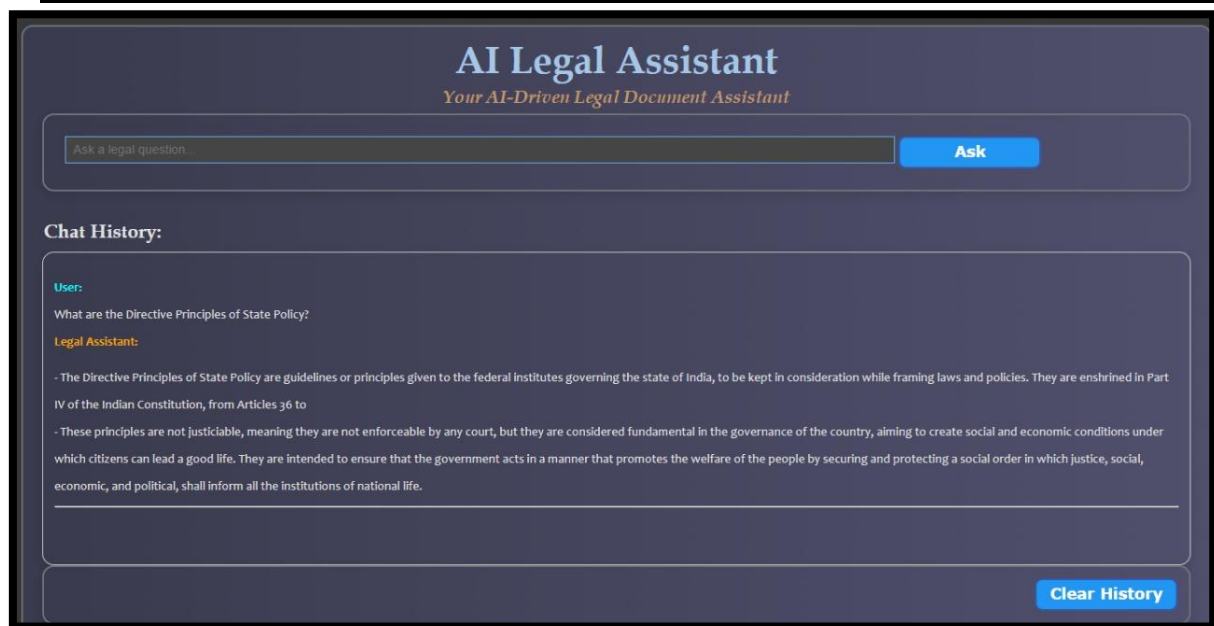 AI Legal Assistant
Your AI-Driven Legal Document Assistant
Ask a legal question...
Ask
Chat History:
User:
What are the Directive Principles of State Policy?
Legal Assistant:
- The Directive Principles of State Policy are guidelines or principles given to the federal institutes governing the state of India, to be kept in consideration while framing laws and policies. They are enshrined in Part
IV of the Indian Constitution, from Articles 36 to
- These principles are not justiciable, meaning they are not enforceable by any court, but they are considered fundamental in the governance of the country, aiming to create social and economic conditions under
which citizens can lead a good life. They are intended to ensure that the government acts in a manner that promotes the welfare of the people by securing and protecting a social order in which justice, social,
economic, and political, shall inform all the institutions of national life.
Clear History